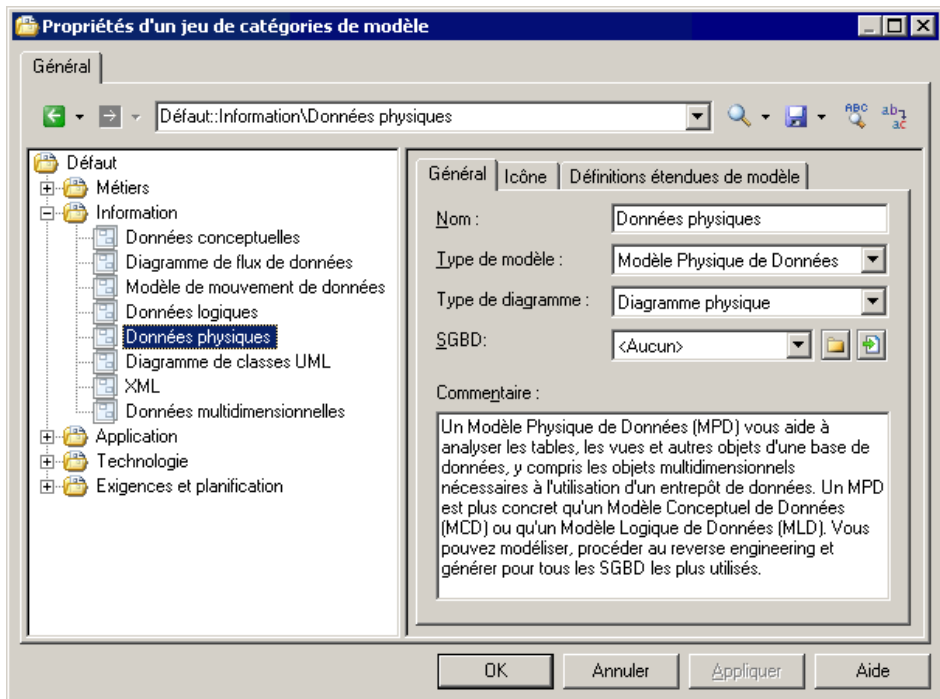 Propriétés d'un jeu de catégories de modèle
Général
Défaut::Information\Données physiques
ABC
ab
ac
Défaut
Métiers
Information
Données conceptuelles
Diagramme de flux de données
Modèle de mouvement de données
Données logiques
Données physiques
Diagramme de classes UML
XML
Données multidimensionnelles
Application
Technologie
Exigences et planification
Général
Icône
Définitions étendues de modèle
Nom :
Données physiques
Type de modèle :
Modèle Physique de Données
Type de diagramme :
Diagramme physique
SGBD:
<Aucun>
Commentaire :
Un Modèle Physique de Données (MPD) vous aide à
analyser les tables, les vues et autres objets d'une base de
données, y compris les objets multidimensionnels
nécessaires à l'utilisation d'un entrepôt de données. Un MPD
est plus concret qu'un Modèle Conceptuel de Données
(MCD) ou qu'un Modèle Logique de Données (MLD). Vous
pouvez modéliser, procéder au reverse engineering et
générer pour tous les SGBD les plus utilisés.
OK
Annuler
Appliquer
Aide